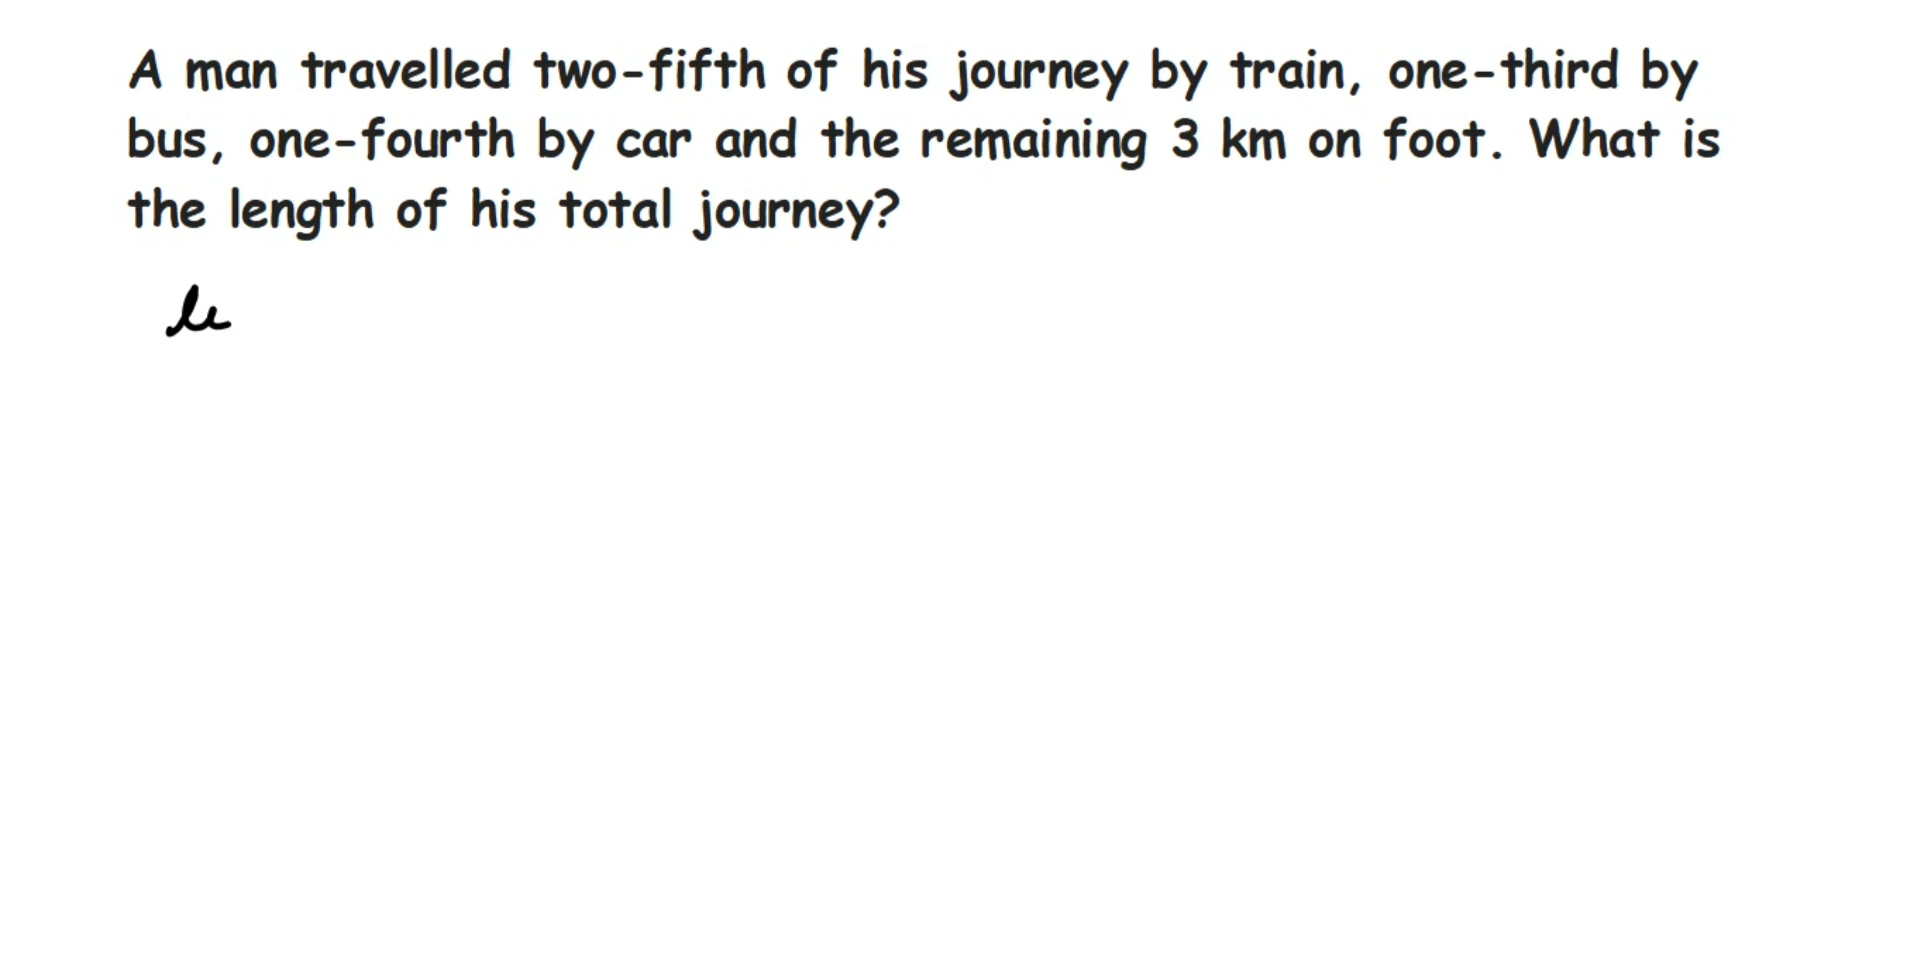 A man travelled two-fifth of his journey by train, one-third by
bus, one-fourth by car and the remaining 3 km on foot. What is
the length of his total journey?
le